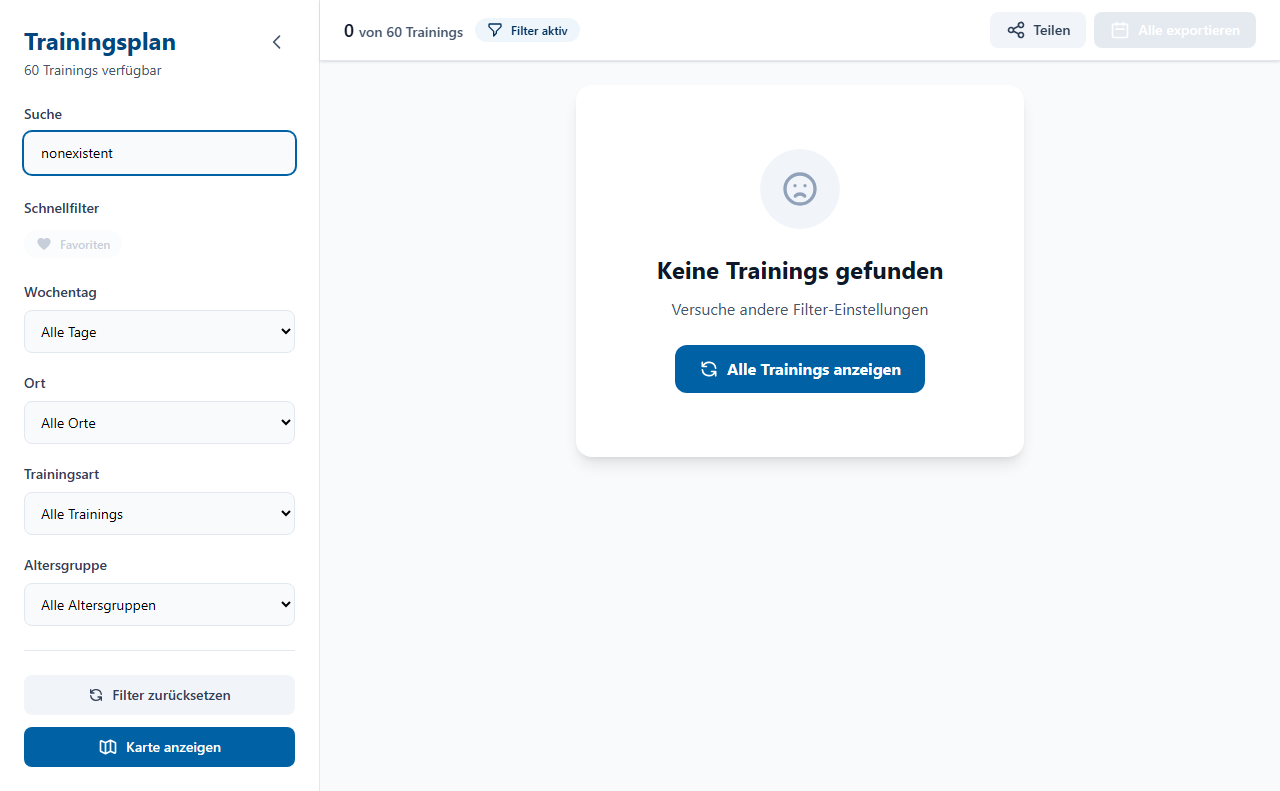 Trainingsplan
60 Trainings verfügbar
Suche
nonexistent
Schnellfilter
Favoriten
Wochentag
Alle Tage
Ort
Alle Orte
Trainingsart
Alle Trainings
Altersgruppe
Alle Altersgruppen
Filter zurücksetzen
Karte anzeigen
0 von 60 Trainings
Filter aktiv
Teilen
Alle exportieren
Keine Trainings gefunden
Versuche andere Filter-Einstellungen
Alle Trainings anzeigen